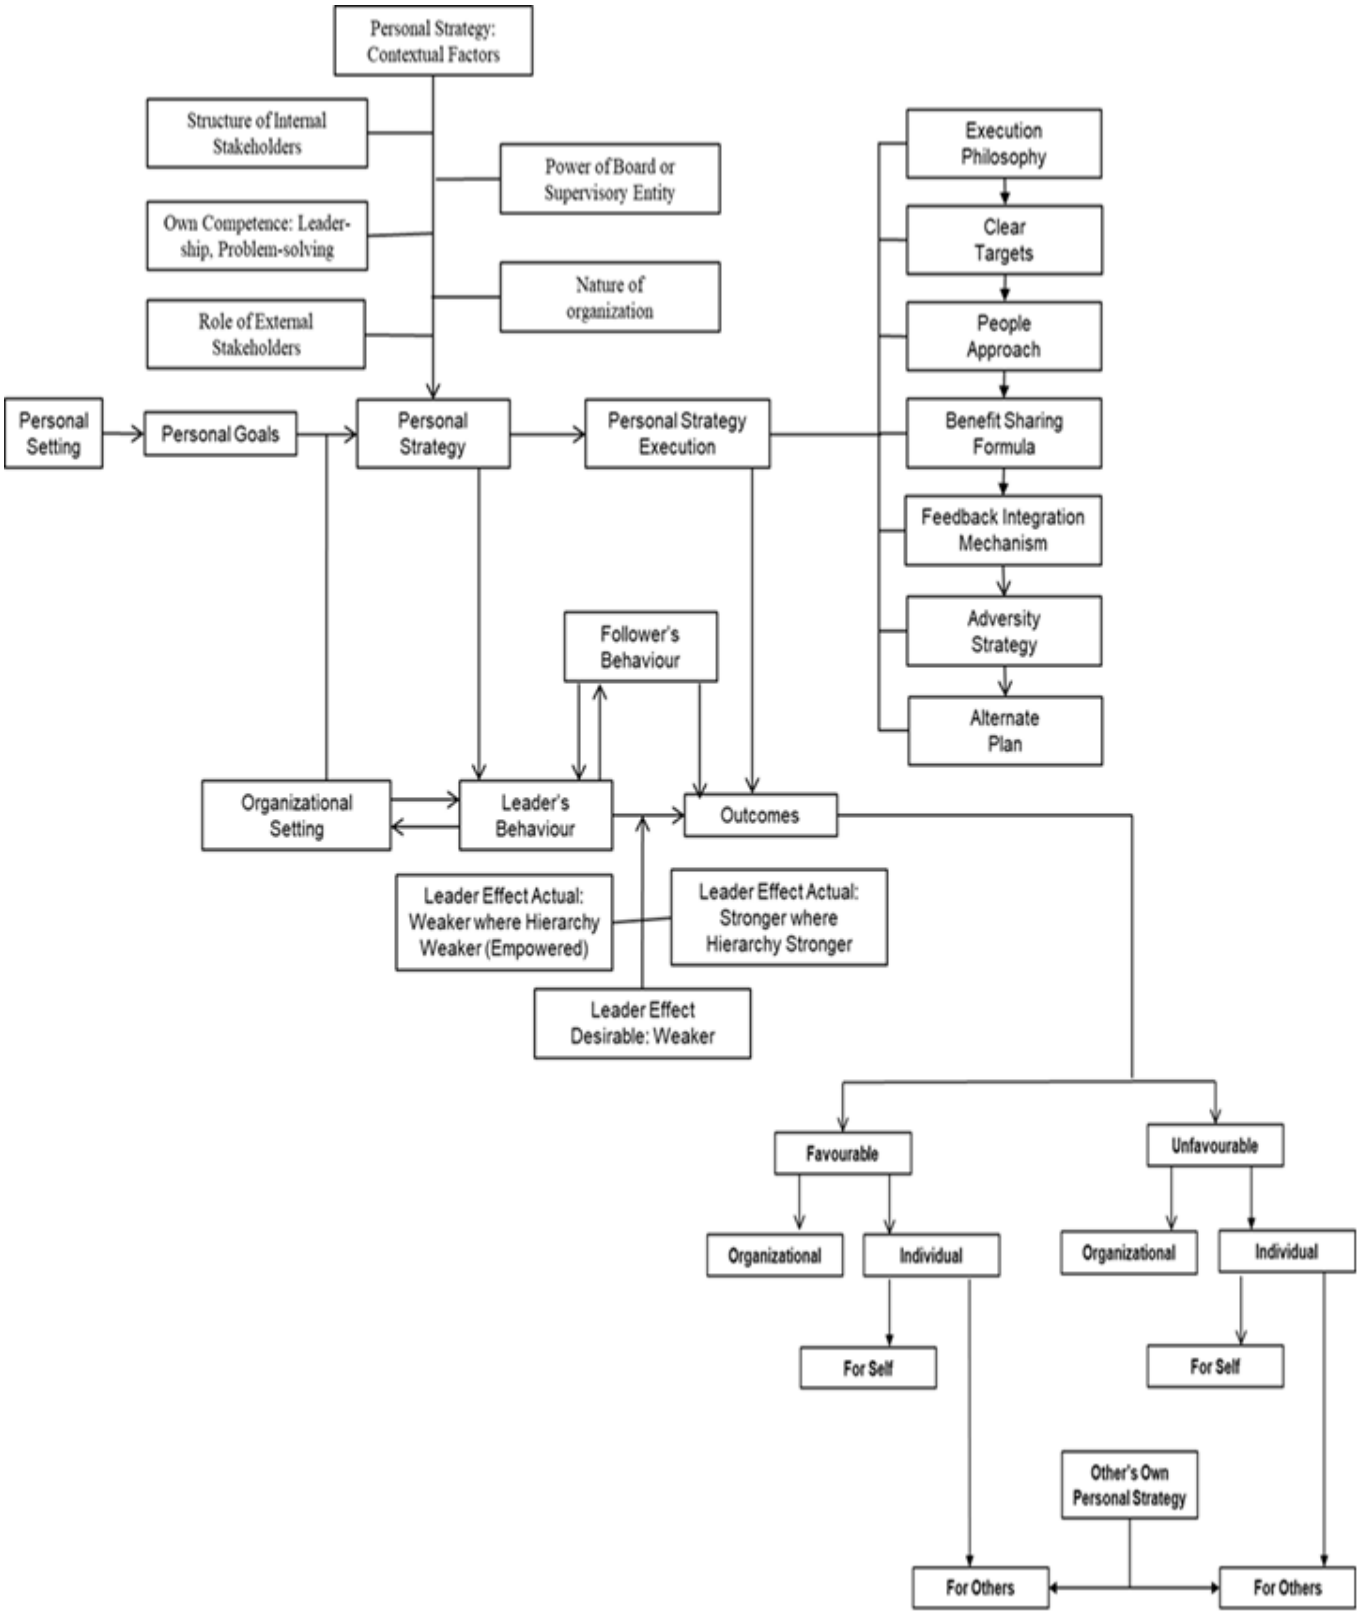 Personal Strategy:
Contextual Factors
Structure of Internal
Stakeholders
Power of Board or
Supervisory Entity
Own Competence: Leader-
ship, Problem-solving
Nature of
organization
Role of External
Stakeholders
Execution
Philosophy
Clear
Targets
People
Approach
Benefit Sharing
Formula
Feedback Integration
Mechanism
Adversity
Strategy
Alternate
Plan
Personal
Setting
Personal Goals
Personal
Strategy
Personal Strategy
Execution
Follower's
Behaviour
Organizational
Setting
Leader's
Behaviour
Outcomes
Leader Effect Actual:
Weaker where Hierarchy
Weaker (Empowered)
Leader Effect Actual:
Stronger where
Hierarchy Stronger
Leader Effect
Desirable: Weaker
Favourable
Unfavourable
Organizational
Individual
Organizational
Individual
For Self
For Self
Other's Own
Personal Strategy
For Others
For Others